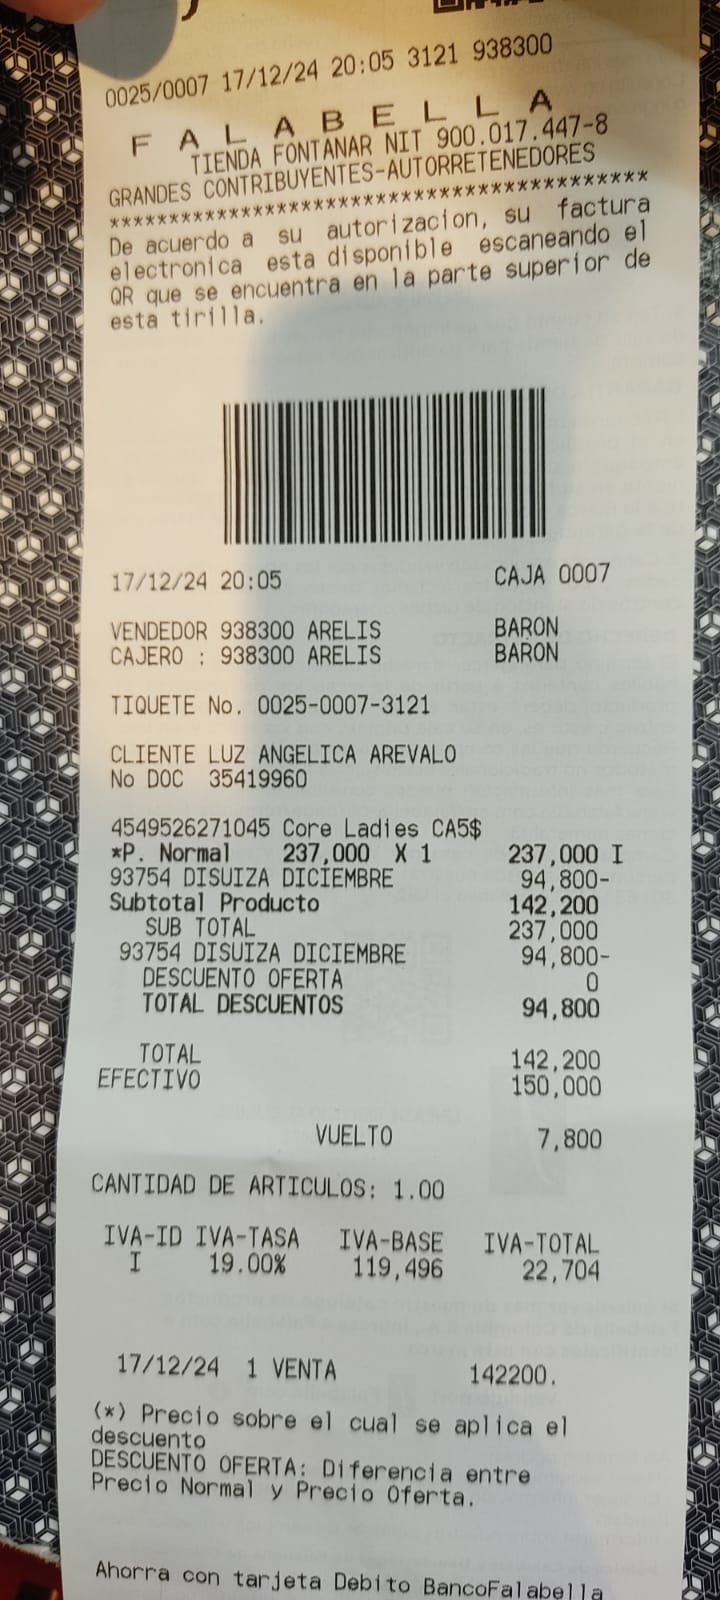 0025/0007 17/12/24 20:05 3121 938300
F A L A B E L L A
TIENDA FONTANAR NIT 900.017.447-8
GRANDES CONTRIBUYENTES-AUTORRETENEDORES
******************************************
De acuerdo a su autorizacion, su factura
electronica esta disponible escaneando el
QR que se encuentra en la parte superior de
esta tirilla.
17/12/24 20:05 CAJA 0007
VENDEDOR 938300 ARELIS BARON
CAJERO : 938300 ARELIS BARON
TIQUETE No. 0025-0007-3121
CLIENTE LUZ ANGELICA AREVALO
No DOC 35419960
4549526271045 Core Ladies CA5$
*P. Normal 237,000 X 1 237,000 I
93754 DISUIZA DICIEMBRE 94,800-
Subtotal Producto 142,200
SUB TOTAL 237,000
93754 DISUIZA DICIEMBRE 94,800-
DESCUENTO OFERTA 0
TOTAL DESCUENTOS 94,800
TOTAL 142,200
EFECTIVO 150,000
VUELTO 7,800
CANTIDAD DE ARTICULOS: 1.00
IVA-ID IVA-TASA IVA-BASE IVA-TOTAL
I 19.00% 119,496 22,704
17/12/24 1 VENTA 142200.
(*) Precio sobre el cual se aplica el
descuento
DESCUENTO OFERTA: Diferencia entre
Precio Normal y Precio Oferta.
Ahorra con tarjeta Debito BancoFalabella